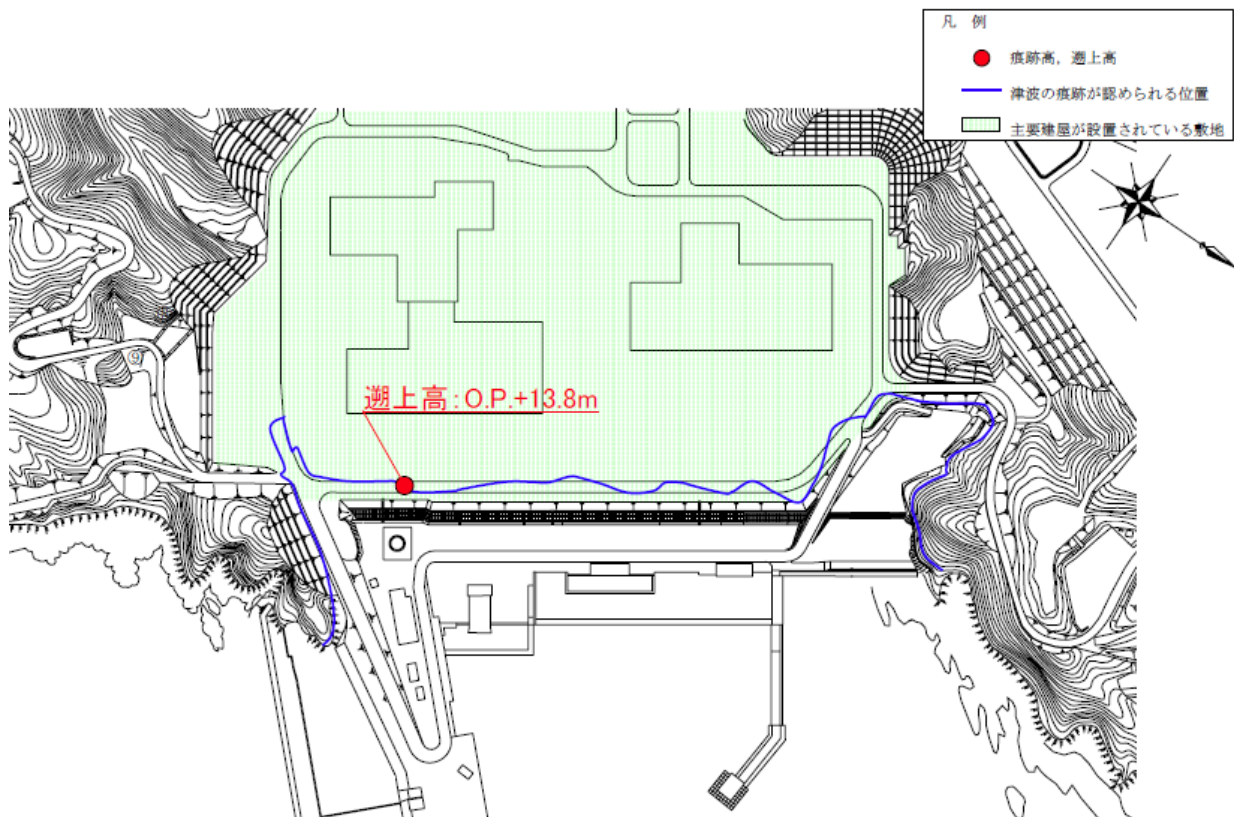 凡 例
痕跡高,遡上高
津波の痕跡が認められる位置
主要建屋が設置されている敷地
⑨
遡上高:O.P.+13.8m